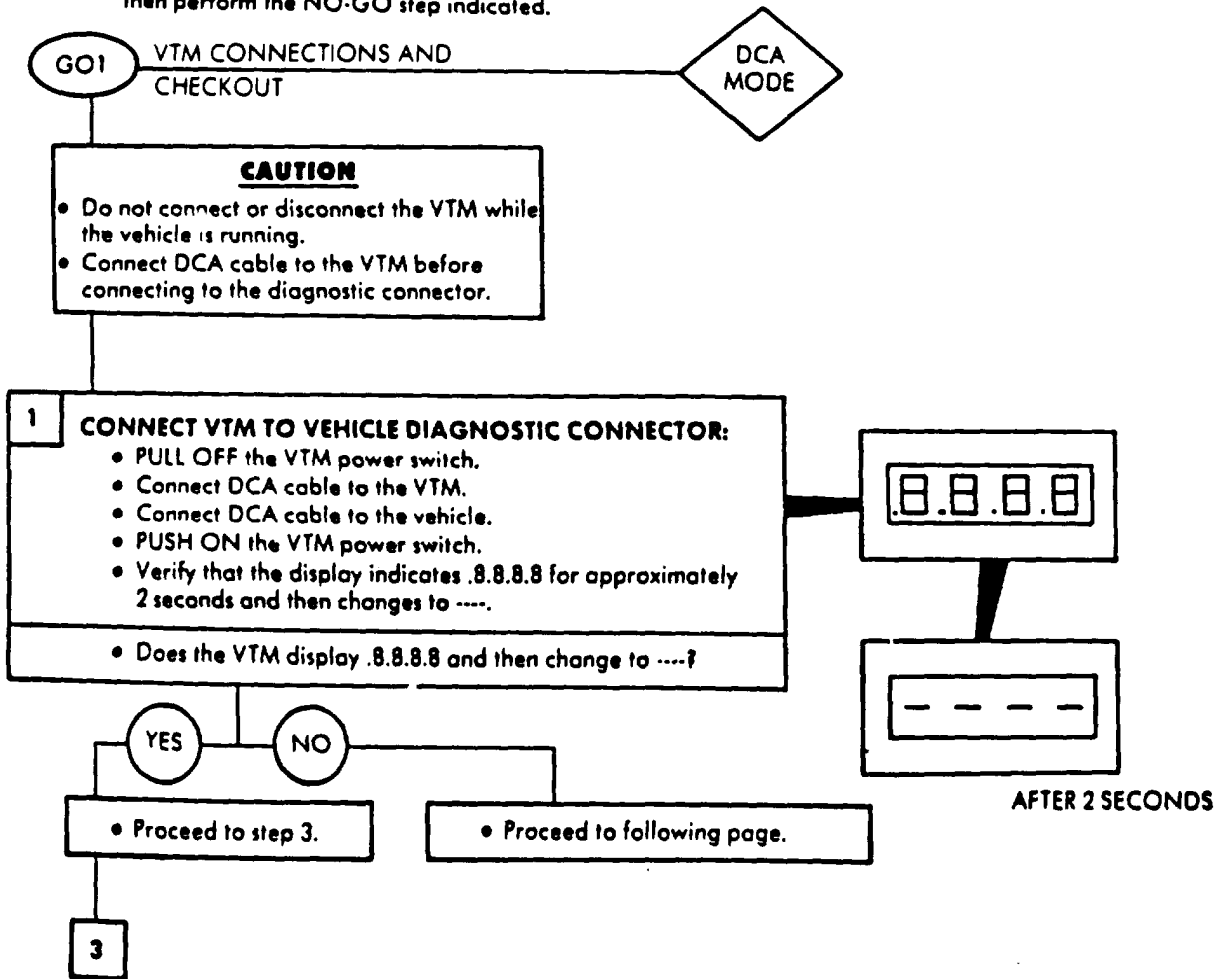 then perform the NO-GO step indicated.
GO1
VTM CONNECTIONS AND
CHECKOUT
DCA
MODE
CAUTION
• Do not connect or disconnect the VTM while
the vehicle is running.
• Connect DCA cable to the VTM before
connecting to the diagnostic connector.
1
CONNECT VTM TO VEHICLE DIAGNOSTIC CONNECTOR:
• PULL OFF the VTM power switch.
• Connect DCA cable to the VTM.
• Connect DCA cable to the vehicle.
• PUSH ON the VTM power switch.
• Verify that the display indicates .8.8.8.8 for approximately
2 seconds and then changes to ----.
• Does the VTM display .8.8.8.8 and then change to ----?
.8.8.8.8
– – – –
AFTER 2 SECONDS
YES
NO
• Proceed to step 3.
• Proceed to following page.
3